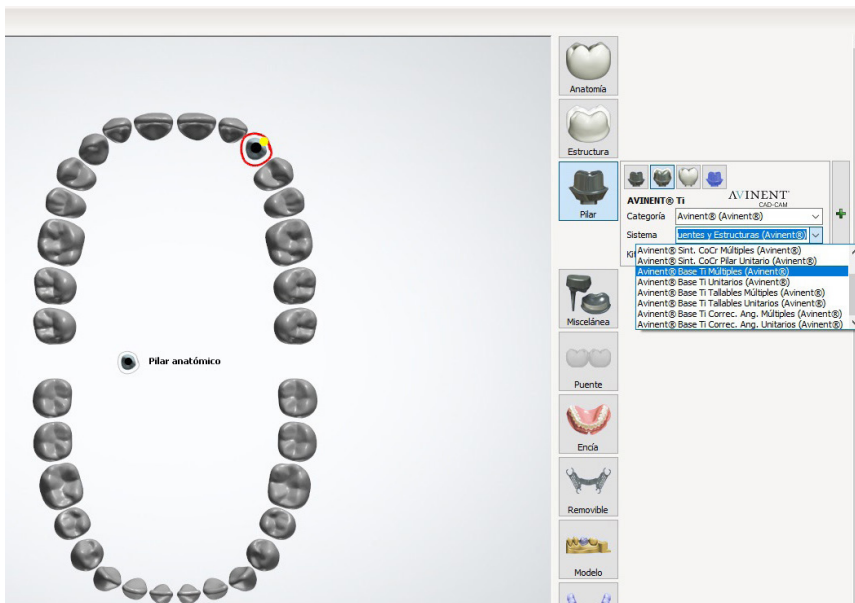 Anatomía
Estructura
Pilar
AVINENT® Ti
AVINENT®
CAD-CAM
Categoría Avinent® (Avinent®)
Sistema uentes y Estructuras (Avinent®)
Ki
Avinent® Sint. CoCr Múltiples (Avinent®)
Avinent® Sint. CoCr Pilar Unitario (Avinent®)
Avinent® Base Ti Múltiples (Avinent®)
Avinent® Base Ti Unitarios (Avinent®)
Avinent® Base Ti Tallables Múltiples (Avinent®)
Avinent® Base Ti Tallables Unitarios (Avinent®)
Avinent® Base Ti Correc. Ang. Múltiples (Avinent®)
Avinent® Base Ti Correc. Ang. Unitarios (Avinent®)
Miscelánea
Pilar anatómico
Puente
Encía
Removible
Modelo